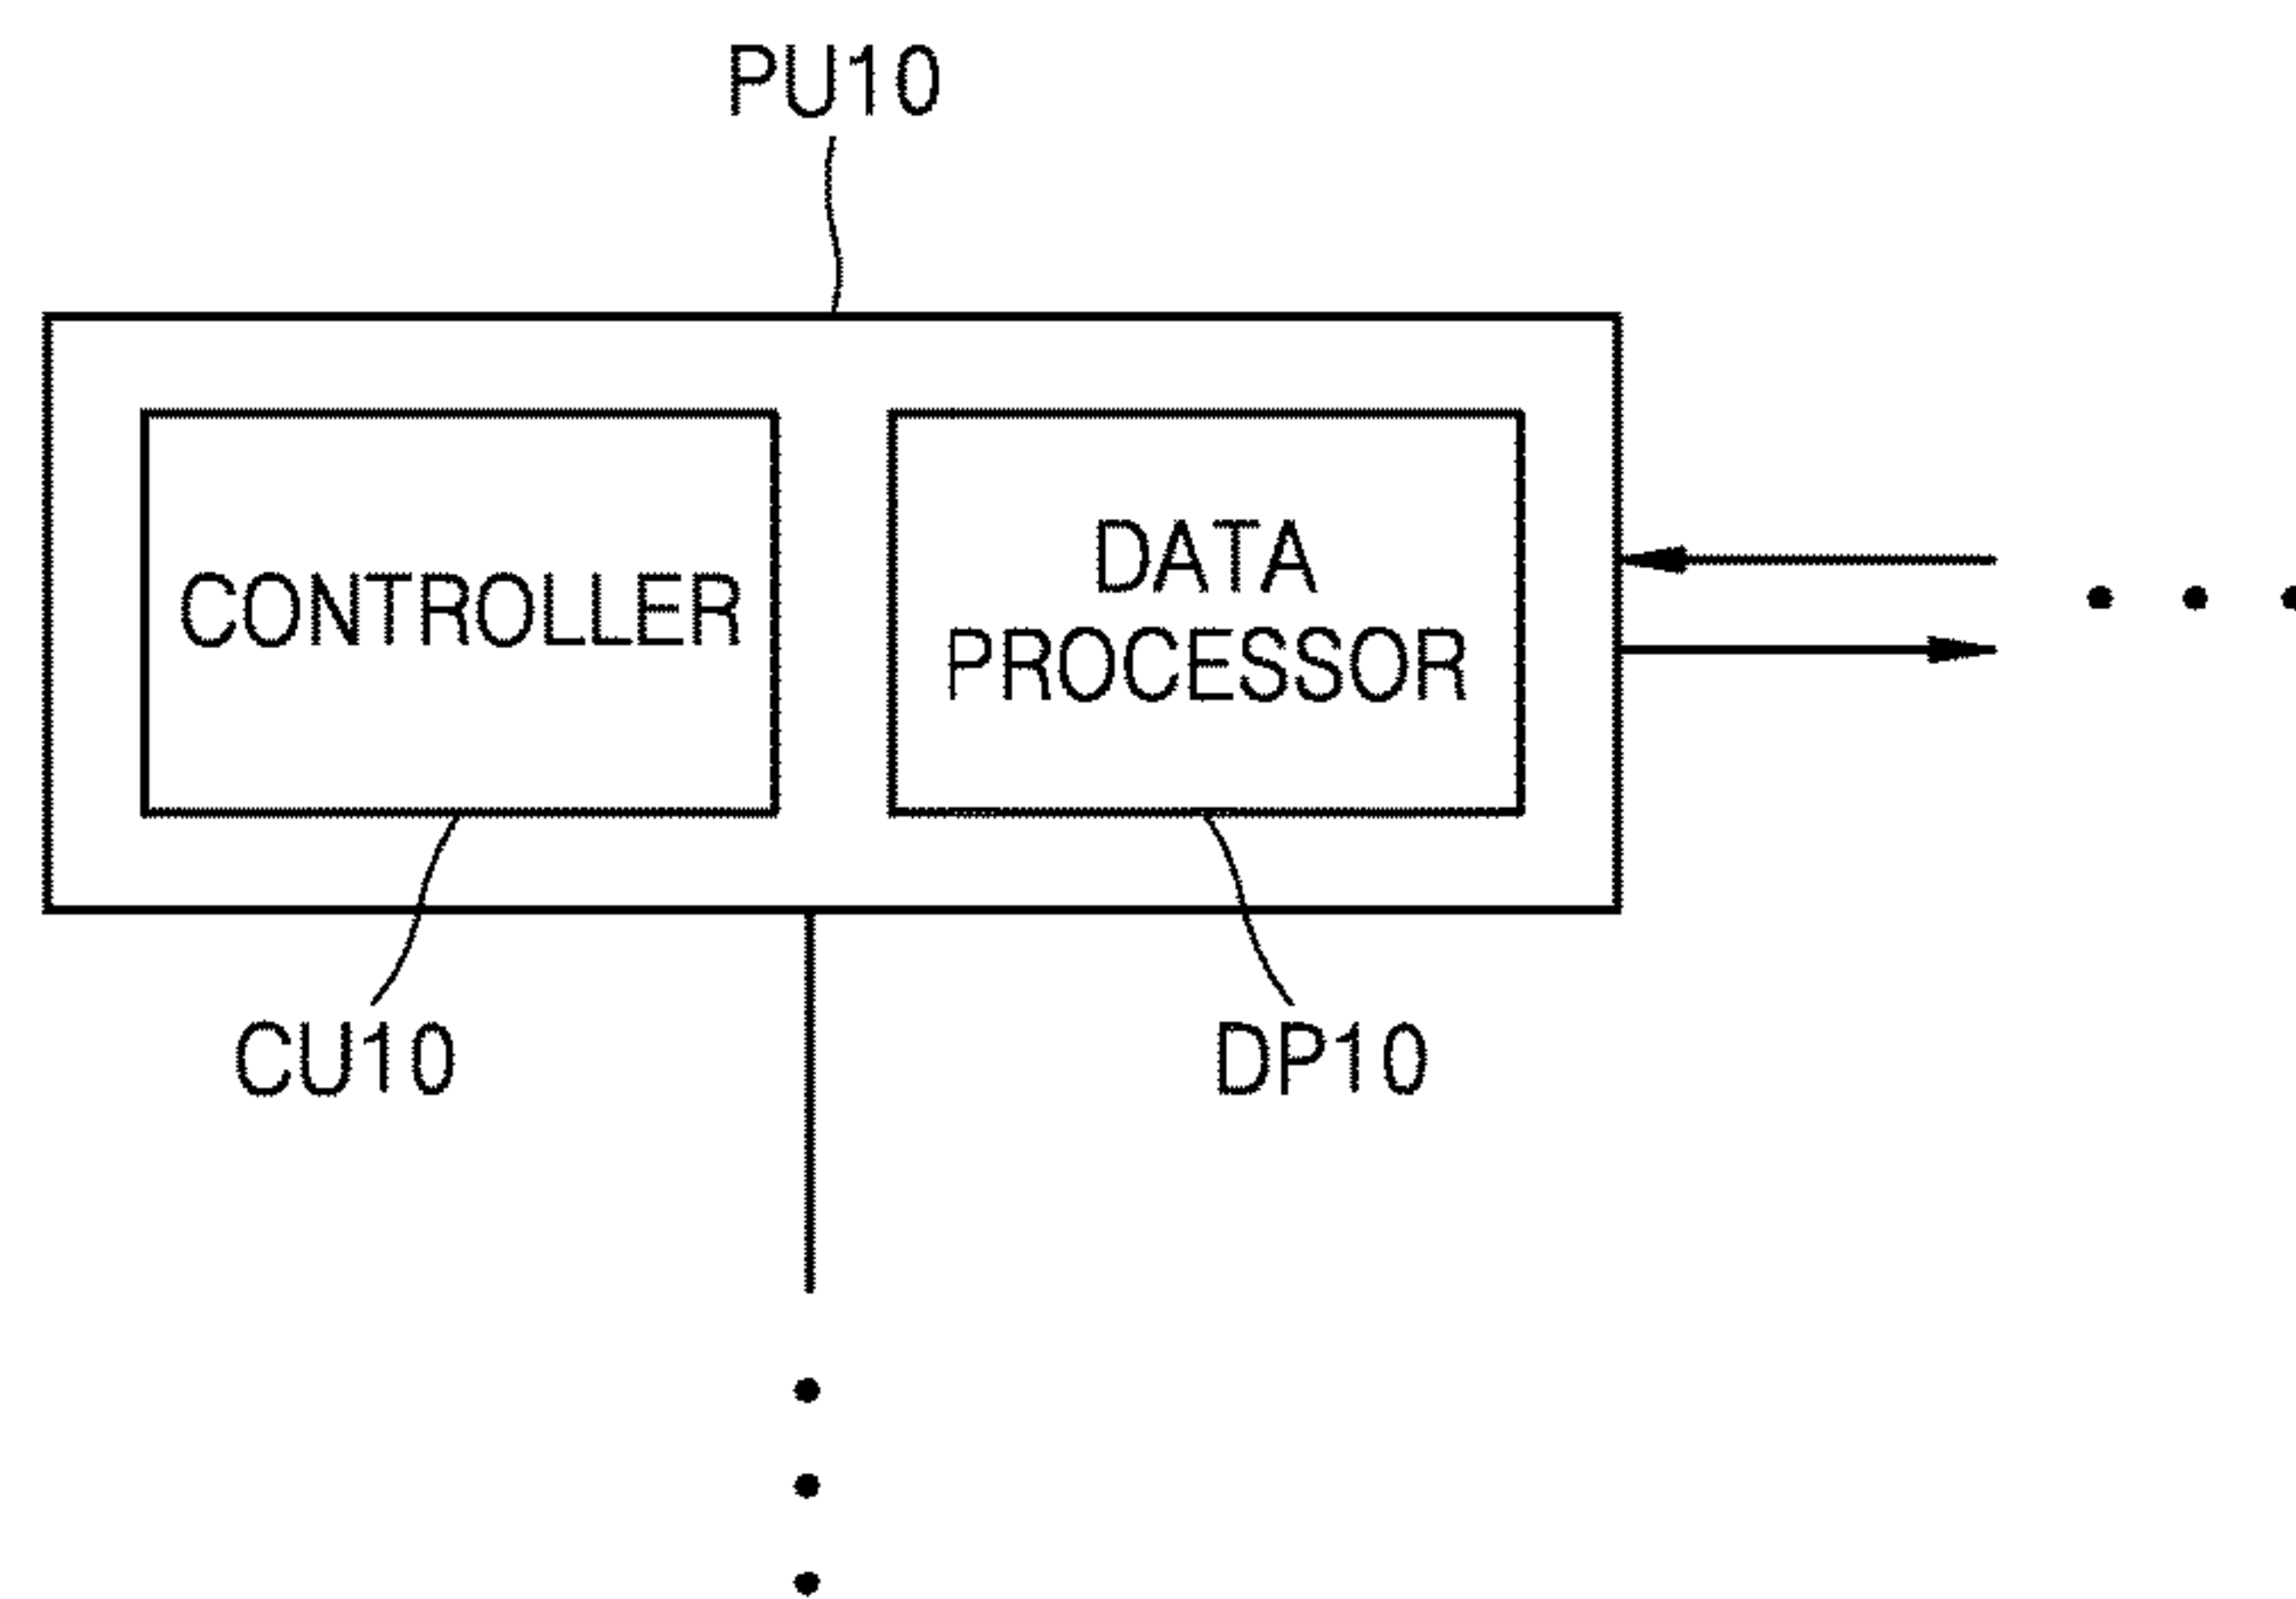 PU10
CONTROLLER
DATA
PROCESSOR
CU10
DP10